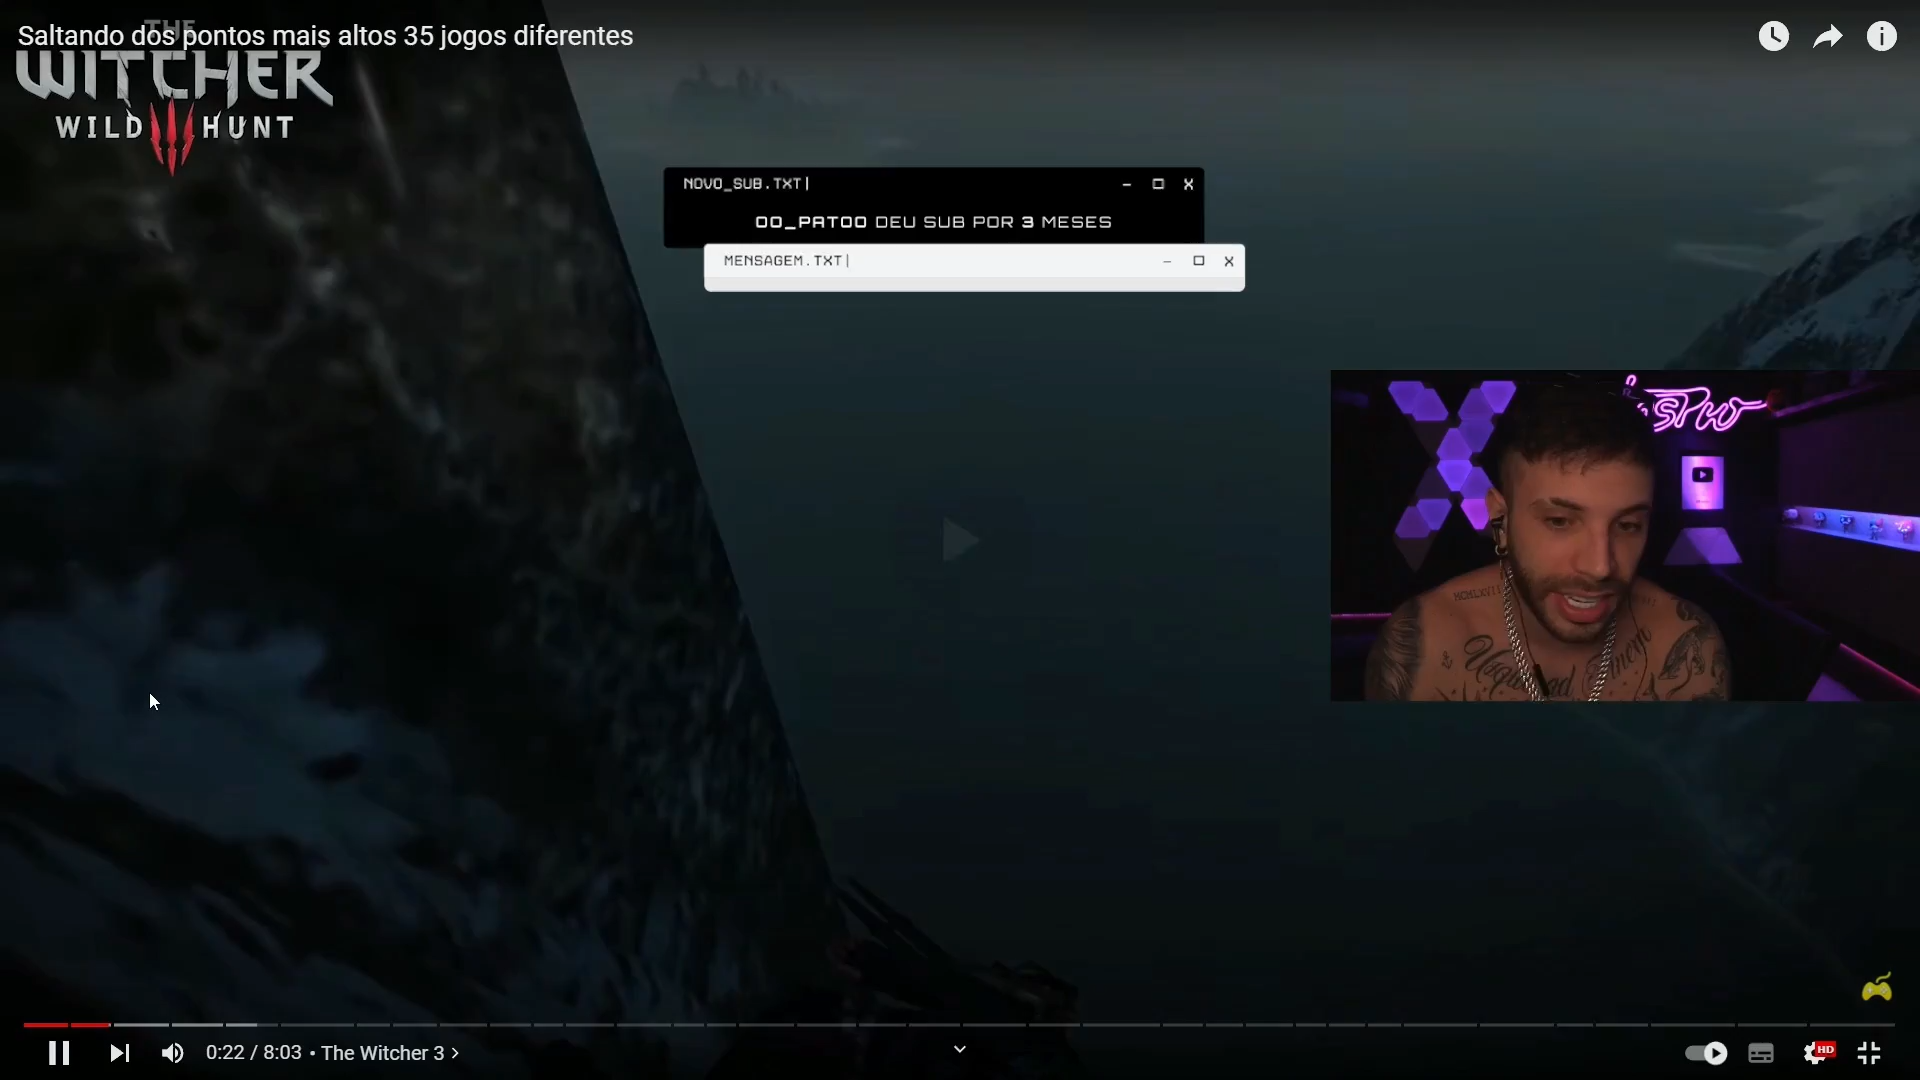 Saltando dos pontos mais altos 35 jogos diferentes
THE
WITCHER
WILD HUNT
NOVO_SUB.TXT|
OO_PATOO DEU SUB POR 3 MESES
MENSAGEM.TXT|
MCMLXVII
0:22 / 8:03 • The Witcher 3
HD